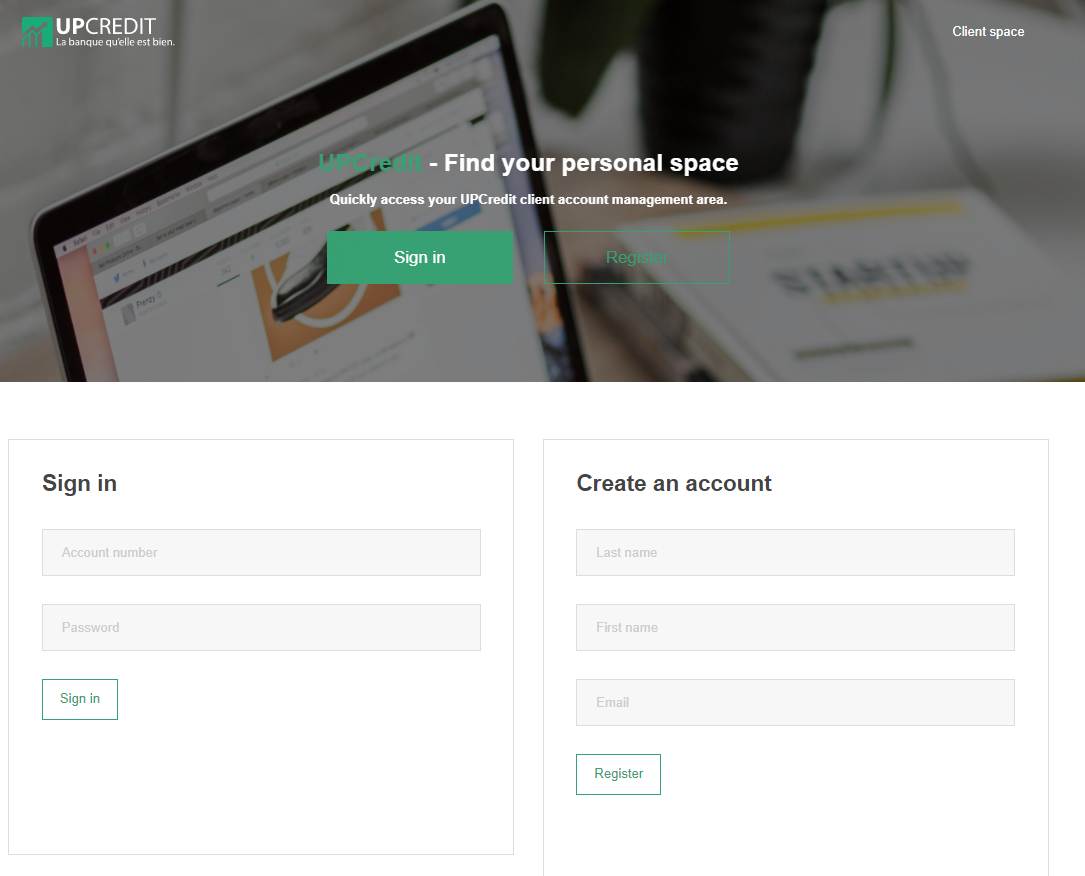 UPCREDIT
La banque qu'elle est bien.
Client space
UPCredit - Find your personal space
Quickly access your UPCredit client account management area.
Sign in
Register
STARTUP
Frenzy
Sign in
Account number
Password
Sign in
Create an account
Last name
First name
Email
Register